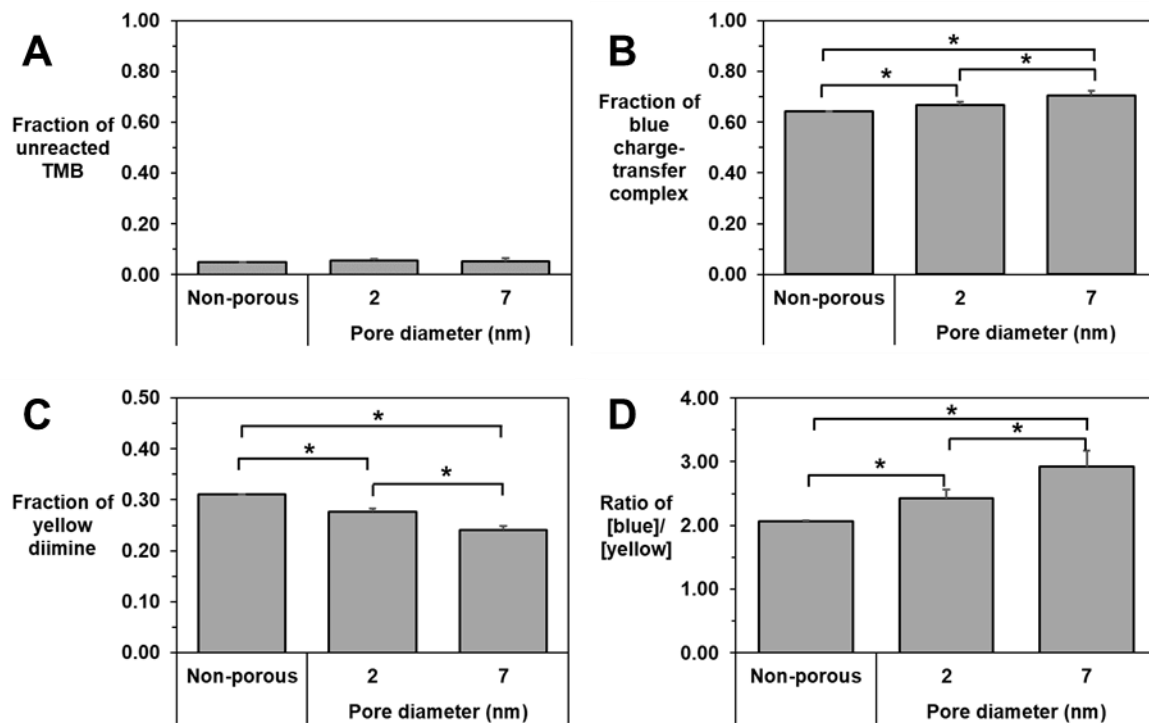 A
Fraction of
unreacted
TMB
1.00
0.80
0.60
0.40
0.20
0.00
Non-porous
2
7
Pore diameter (nm)
B
Fraction of
blue
charge-
transfer
complex
1.00
0.80
0.60
0.40
0.20
0.00
*
*
*
Non-porous
2
7
Pore diameter (nm)
C
Fraction of
yellow
diimine
0.50
0.40
0.30
0.20
0.10
0.00
*
*
*
Non-porous
2
7
Pore diameter (nm)
D
Ratio of
[blue]/
[yellow]
4.00
3.00
2.00
1.00
0.00
*
*
*
Non-porous
2
7
Pore diameter (nm)